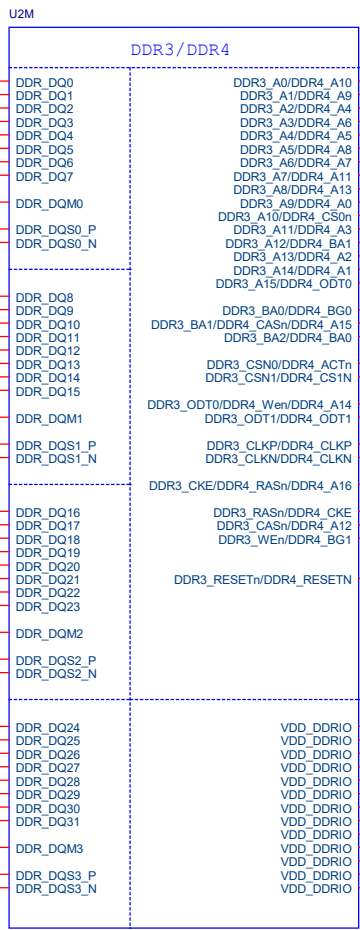 U2M
DDR3/DDR4
DDR_DQ0
DDR_DQ1
DDR_DQ2
DDR_DQ3
DDR_DQ4
DDR_DQ5
DDR_DQ6
DDR_DQ7
DDR_DQM0
DDR_DQS0_P
DDR_DQS0_N
DDR_DQ8
DDR_DQ9
DDR_DQ10
DDR_DQ11
DDR_DQ12
DDR_DQ13
DDR_DQ14
DDR_DQ15
DDR_DQM1
DDR_DQS1_P
DDR_DQS1_N
DDR_DQ16
DDR_DQ17
DDR_DQ18
DDR_DQ19
DDR_DQ20
DDR_DQ21
DDR_DQ22
DDR_DQ23
DDR_DQM2
DDR_DQS2_P
DDR_DQS2_N
DDR_DQ24
DDR_DQ25
DDR_DQ26
DDR_DQ27
DDR_DQ28
DDR_DQ29
DDR_DQ30
DDR_DQ31
DDR_DQM3
DDR_DQS3_P
DDR_DQS3_N
DDR3_A0/DDR4_A10
DDR3_A1/DDR4_A9
DDR3_A2/DDR4_A4
DDR3_A3/DDR4_A6
DDR3_A4/DDR4_A5
DDR3_A5/DDR4_A8
DDR3_A6/DDR4_A7
DDR3_A7/DDR4_A11
DDR3_A8/DDR4_A13
DDR3_A9/DDR4_A0
DDR3_A10/DDR4_CS0n
DDR3_A11/DDR4_A3
DDR3_A12/DDR4_BA1
DDR3_A13/DDR4_A2
DDR3_A14/DDR4_A1
DDR3_A15/DDR4_ODT0
DDR3_BA0/DDR4_BG0
DDR3_BA1/DDR4_CASn/DDR4_A15
DDR3_BA2/DDR4_BA0
DDR3_CSN0/DDR4_ACTn
DDR3_CSN1/DDR4_CS1N
DDR3_ODT0/DDR4_Wen/DDR4_A14
DDR3_ODT1/DDR4_ODT1
DDR3_CLKP/DDR4_CLKP
DDR3_CLKN/DDR4_CLKN
DDR3_CKE/DDR4_RASn/DDR4_A16
DDR3_RASn/DDR4_CKE
DDR3_CASn/DDR4_A12
DDR3_WEn/DDR4_BG1
DDR3_RESETn/DDR4_RESETN
VDD_DDRIO
VDD_DDRIO
VDD_DDRIO
VDD_DDRIO
VDD_DDRIO
VDD_DDRIO
VDD_DDRIO
VDD_DDRIO
VDD_DDRIO
VDD_DDRIO
VDD_DDRIO
VDD_DDRIO
VDD_DDRIO